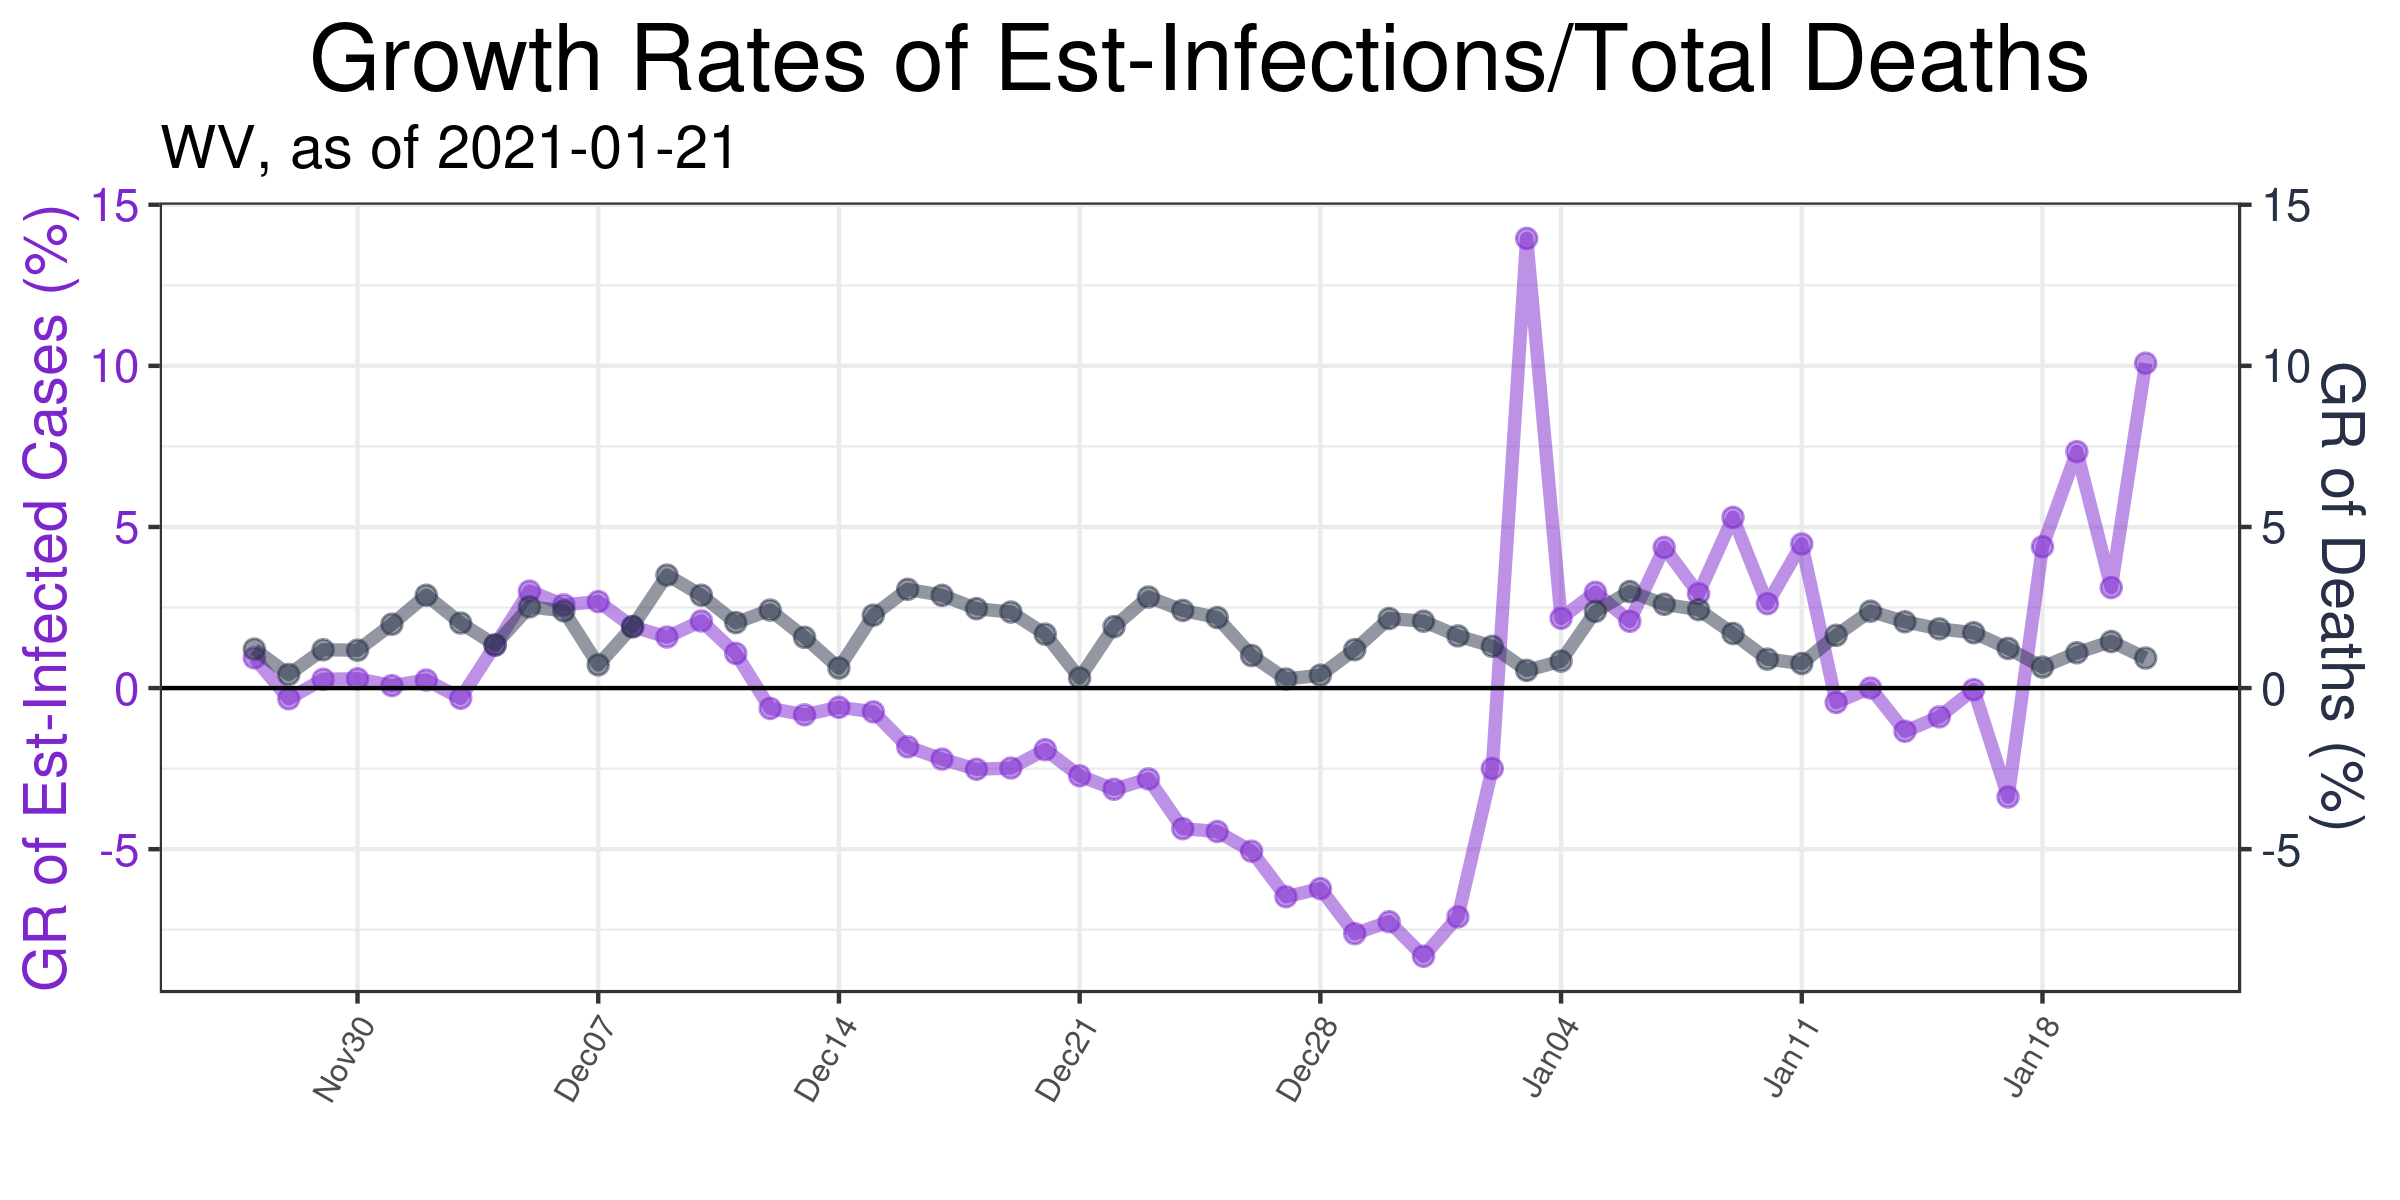 Growth Rates of Est-Infections/Total Deaths
WV, as of 2021-01-21
GR of Est-Infected Cases (%)
15
10
5
0
-5
15
10
5
0
-5
GR of Deaths (%)
Nov30
Dec07
Dec14
Dec21
Dec28
Jan04
Jan11
Jan18